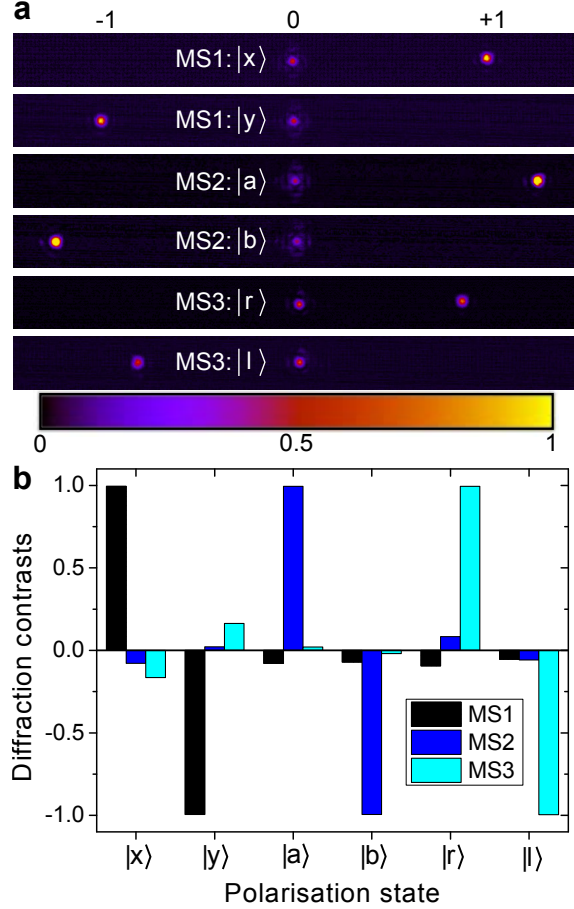 a
-1 0 +1
MS1: |x⟩
MS1: |y⟩
MS2: |a⟩
MS2: |b⟩
MS3: |r⟩
MS3: |l⟩
0 0.5 1
b
1.0
0.5
0.0
-0.5
-1.0
Diffraction contrasts
MS1
MS2
MS3
|x⟩ |y⟩ |a⟩ |b⟩ |r⟩ |l⟩
Polarisation state